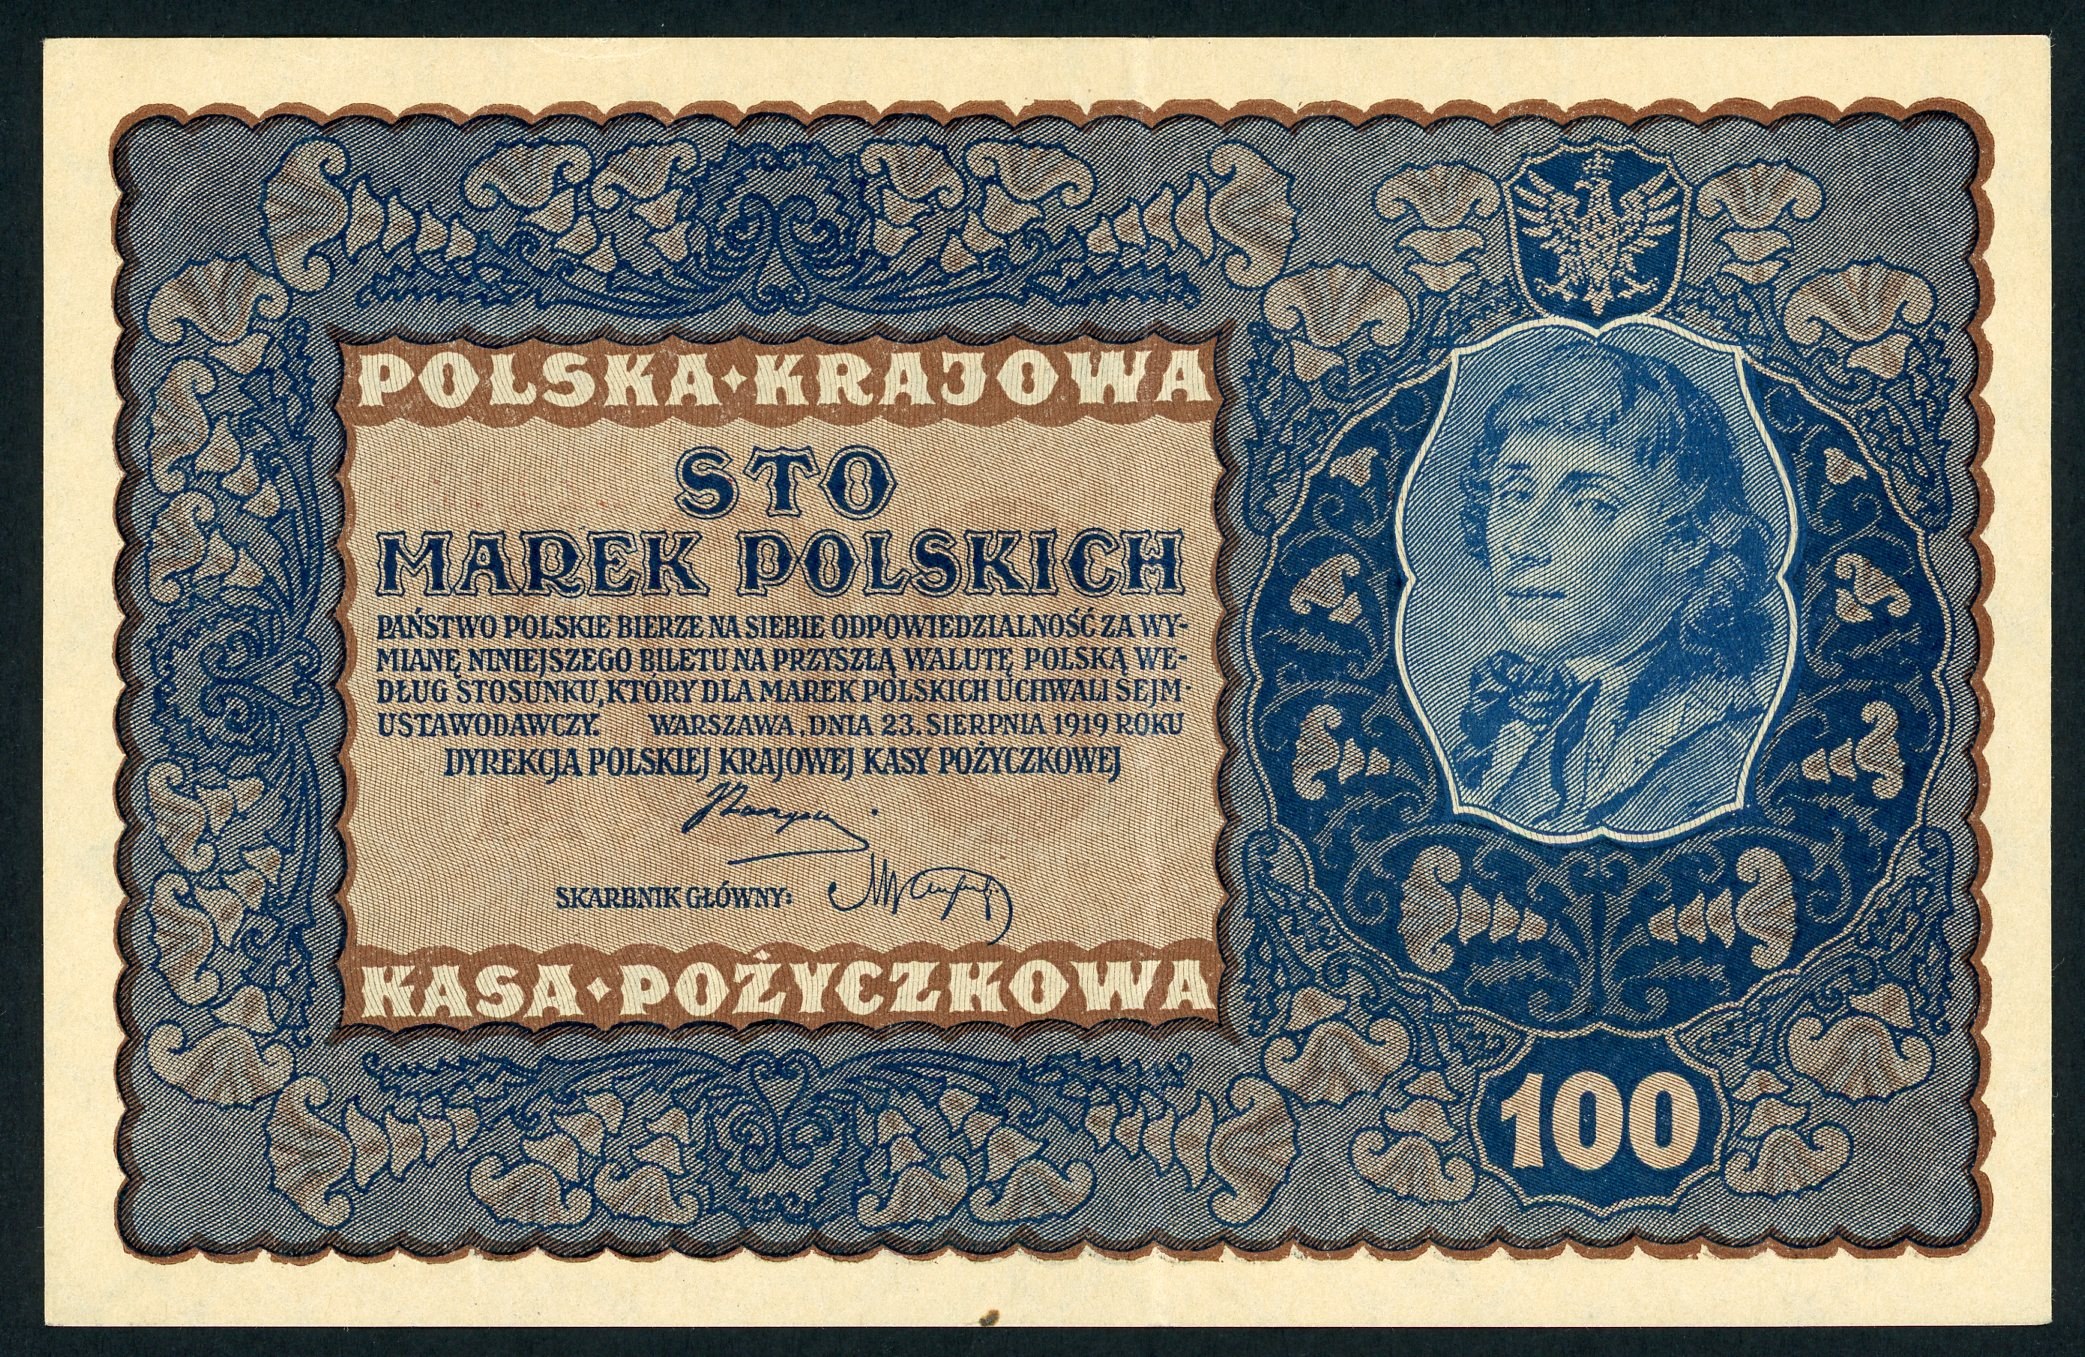 POLSKA·KRAJOWA
STO
MAREK POLSKICH
PAŃSTWO POLSKIE BIERZE NA SIEBIE ODPOWIEDZIALNOŚĆ ZA WY-
MIANĘ NINIEJSZEGO BILETU NA PRZYSZŁĄ WALUTĘ POLSKĄ WE-
DŁUG STOSUNKU, KTÓRY DLA MAREK POLSKICH UCHWALI SEJM-
USTAWODAWCZY. WARSZAWA, DNIA 23. SIERPNIA 1919 ROKU
DYREKCJA POLSKIEJ KRAJOWEJ KASY POŻYCZKOWEJ
SKARBNIK GŁÓWNY:
KASA·POŻYCZKOWA
100